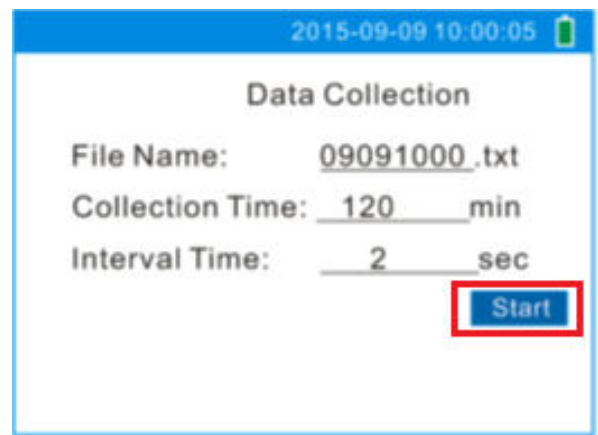 2015-09-09 10:00:05
Data Collection
File Name: 09091000.txt
Collection Time: 120 min
Interval Time: 2 sec
Start